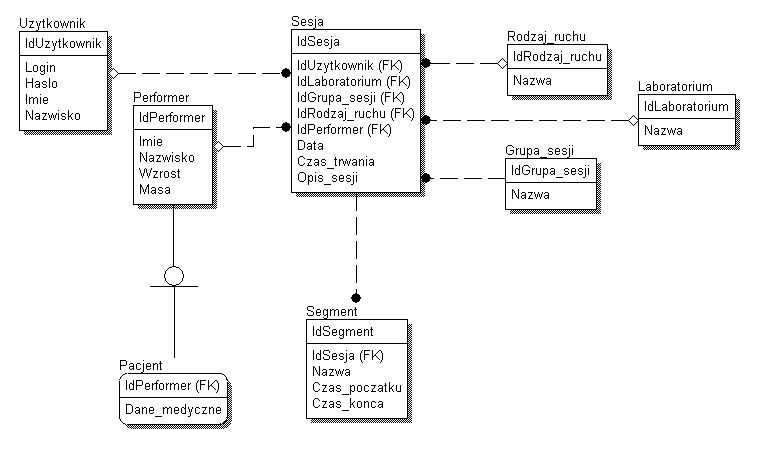 Uzytkownik
IdUzytkownik
Login
Haslo
Imie
Nazwisko
Performer
IdPerformer
Imie
Nazwisko
Wzrost
Masa
Sesja
IdSesja
IdUzytkownik (FK)
IdLaboratorium (FK)
IdGrupa_sesji (FK)
IdRodzaj_ruchu (FK)
IdPerformer (FK)
Data
Czas_trwania
Opis_sesji
Rodzaj_ruchu
IdRodzaj_ruchu
Nazwa
Laboratorium
IdLaboratorium
Nazwa
Grupa_sesji
IdGrupa_sesji
Nazwa
Segment
IdSegment
IdSesja (FK)
Nazwa
Czas_poczatku
Czas_konca
Pacjent
IdPerformer (FK)
Dane_medyczne